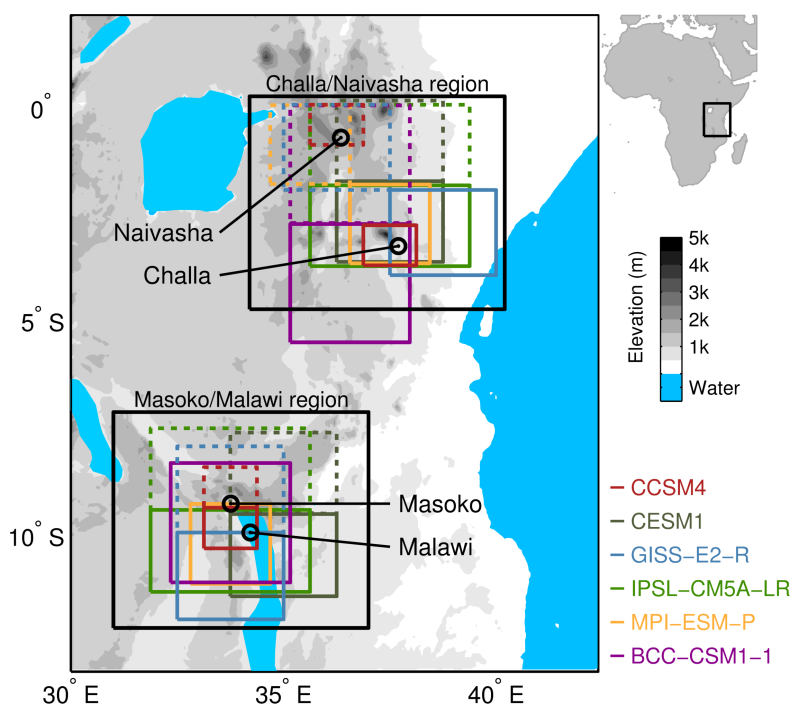 Challa/Naivasha region
0°
Naivasha
Challa
5° S
Masoko/Malawi region
Masoko
10° S
Malawi
30° E
35° E
40° E
Elevation (m)
5k
4k
3k
2k
1k
Water
CCSM4
CESM1
GISS−E2−R
IPSL−CM5A−LR
MPI−ESM−P
BCC−CSM1−1